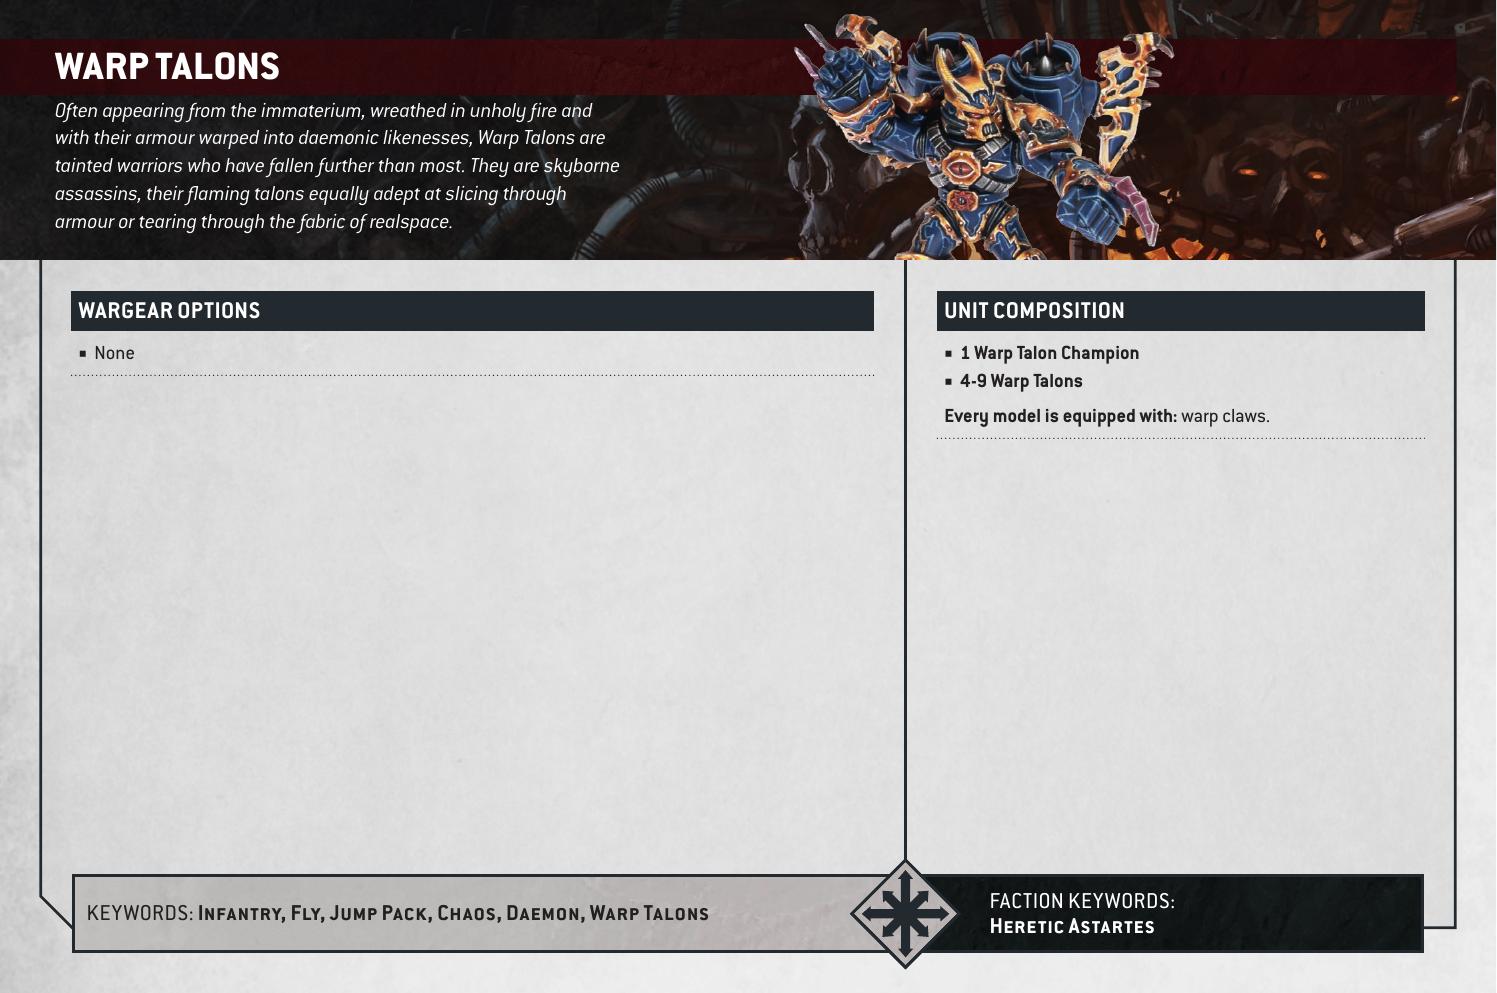 WARP TALONS
Often appearing from the immaterium, wreathed in unholy fire and
with their armour warped into daemonic likenesses, Warp Talons are
tainted warriors who have fallen further than most. They are skyborne
assassins, their flaming talons equally adept at slicing through
armour or tearing through the fabric of realspace.
WARGEAR OPTIONS
■ None
UNIT COMPOSITION
■ 1 Warp Talon Champion
■ 4-9 Warp Talons
Every model is equipped with: warp claws.
KEYWORDS: Infantry, Fly, Jump Pack, Chaos, Daemon, Warp Talons
FACTION KEYWORDS:
Heretic Astartes